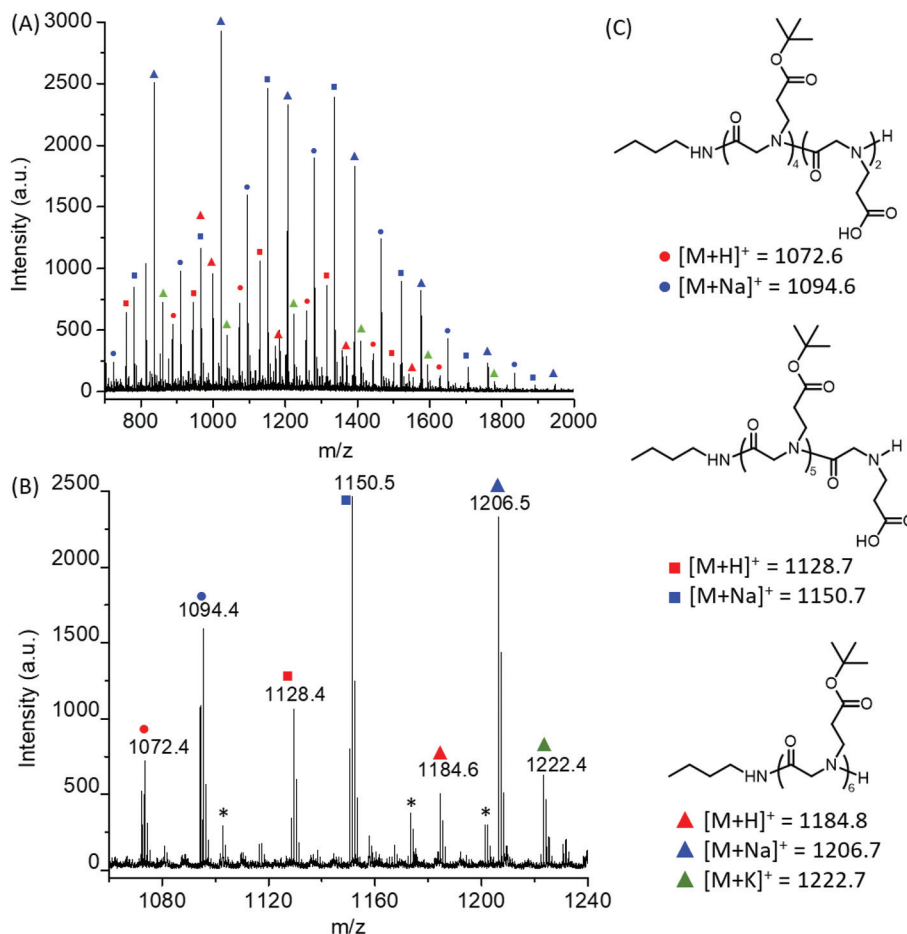 (A)
3000
2500
2000
1500
1000
500
0
Intensity (a.u.)
800 1000 1200 1400 1600 1800 2000
m/z
(B)
2500
2000
1500
1000
500
0
Intensity (a.u.)
1072.4
1094.4
*
1128.4
1150.5
*
1184.6
*
1206.5
1222.4
1080 1120 1160 1200 1240
m/z
(C)
O
O
O
HN
N
4
O
N
H
2
HO
O
[M+H]+ = 1072.6
[M+Na]+ = 1094.6
O
O
O
HN
N
5
O
N
H
HO
O
[M+H]+ = 1128.7
[M+Na]+ = 1150.7
O
O
O
HN
N
H
6
[M+H]+ = 1184.8
[M+Na]+ = 1206.7
[M+K]+ = 1222.7